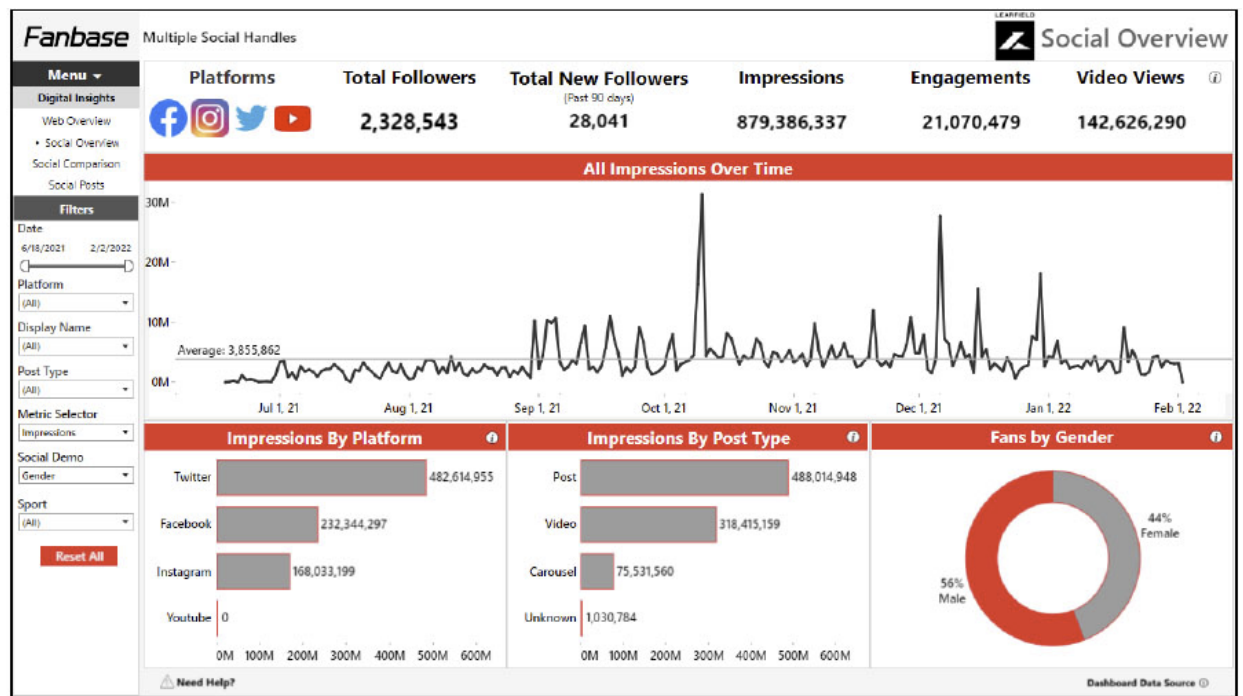 Fanbase Multiple Social Handles
LEARFIELD
Social Overview
Menu
Digital Insights
Web Overview
• Social Overview
Social Comparison
Social Posts
Filters
Date
6/18/2021 2/2/2022
Platform
(All)
Display Name
(All)
Post Type
(All)
Metric Selector
Impressions
Social Demo
Gender
Sport
(All)
Reset All
Platforms
Total Followers
2,328,543
Total New Followers
(Past 90 days)
28,041
Impressions
879,386,337
Engagements
21,070,479
Video Views
142,626,290
All Impressions Over Time
30M
20M
10M
0M
Average: 3,855,862
Jul 1, 21 Aug 1, 21 Sep 1, 21 Oct 1, 21 Nov 1, 21 Dec 1, 21 Jan 1, 22 Feb 1, 22
Impressions By Platform
Twitter 482,614,955
Facebook 232,344,297
Instagram 168,033,199
Youtube 0
0M 100M 200M 300M 400M 500M 600M
Impressions By Post Type
Post 488,014,948
Video 318,415,159
Carousel 75,531,560
Unknown 1,030,784
0M 100M 200M 300M 400M 500M 600M
Fans by Gender
44%
Female
56%
Male
Need Help?
Dashboard Data Source